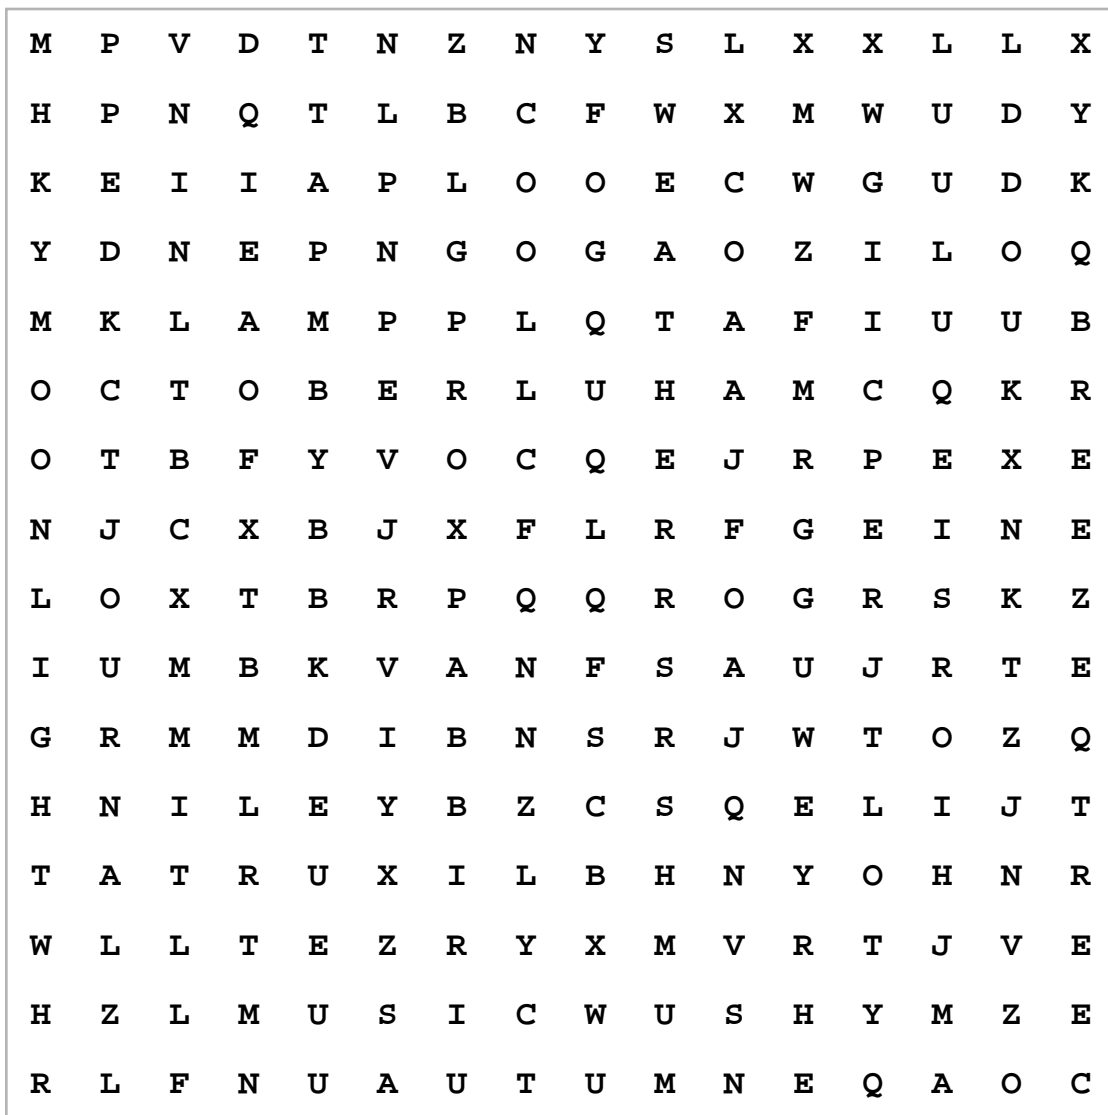 M P V D T N Z N Y S L X X L L X
H P N Q T L B C F W X M W U D Y
K E I I A P L O O E C W G U D K
Y D N E P N G O G A O Z I L O Q
M K L A M P P L Q T A F I U U B
O C T O B E R L U H A M C Q K R
O T B F Y V O C Q E J R P E X E
N J C X B J X F L R F G E I N E
L O X T B R P Q Q R O G R S K Z
I U M B K V A N F S A U J R T E
G R M M D I B N S R J W T O Z Q
H N I L E Y B Z C S Q E L I J T
T A T R U X I L B H N Y O H N R
W L L T E Z R Y X M V R T J V E
H Z L M U S I C W U S H Y M Z E
R L F N U A U T U M N E Q A O C